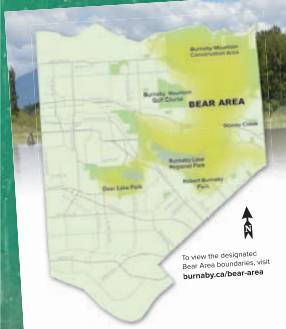 Burnaby Mountain
Conservation Area
Burnaby Mountain
Golf Course
BEAR AREA
Stoney Creek
Burnaby Lake
Regional Park
Robert Burnaby
Park
Deer Lake Park
N
To view the designated
Bear Area boundaries, visit
burnaby.ca/bear-area